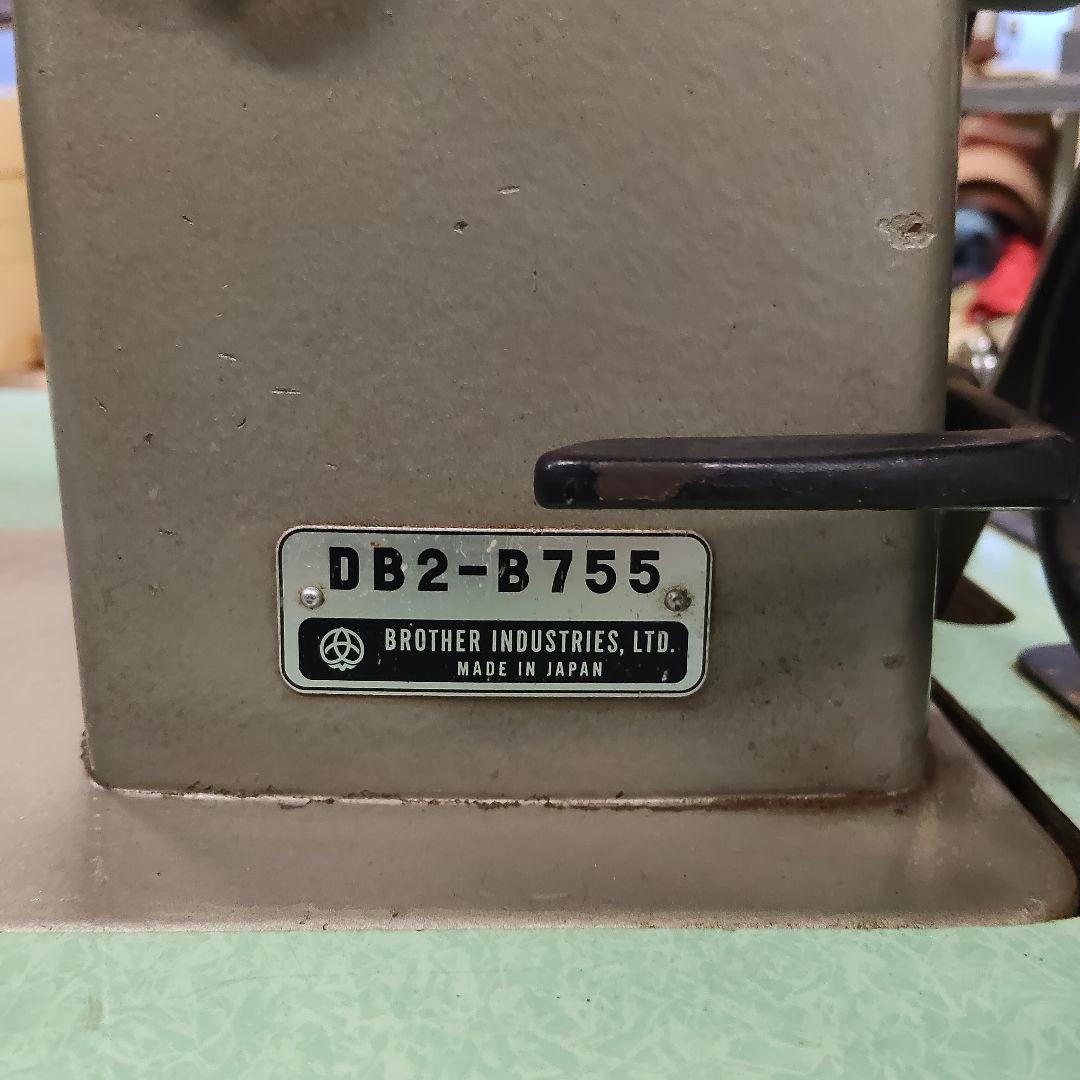 DB2-B755
BROTHER INDUSTRIES, LTD.
MADE IN JAPAN